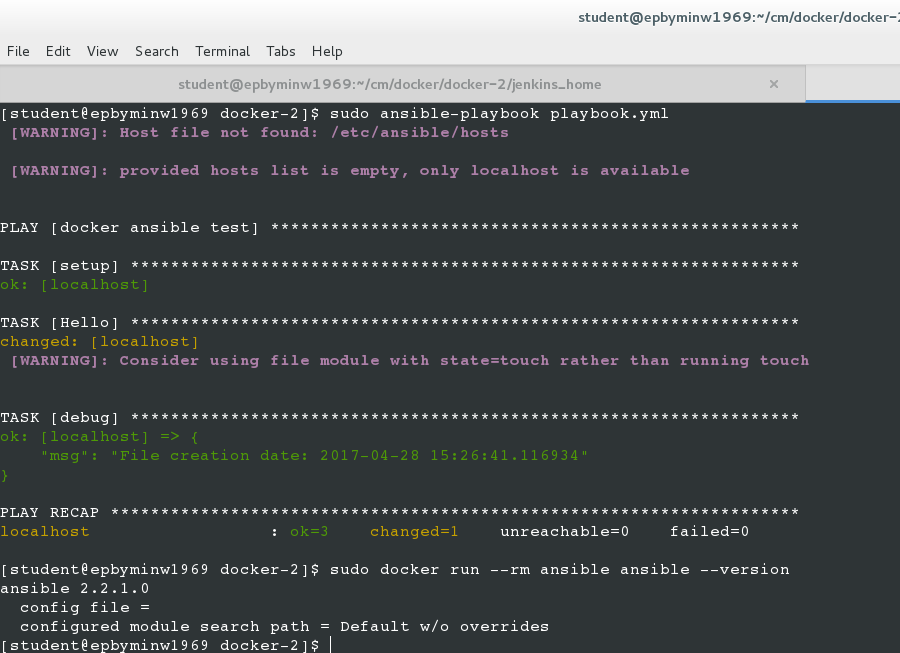 student@epbyminw1969:~/cm/docker/docker-2
File Edit View Search Terminal Tabs Help
student@epbyminw1969:~/cm/docker/docker-2/jenkins_home ×
[student@epbyminw1969 docker-2]$ sudo ansible-playbook playbook.yml
[WARNING]: Host file not found: /etc/ansible/hosts
[WARNING]: provided hosts list is empty, only localhost is available
PLAY [docker ansible test] *****************************************************
TASK [setup] *******************************************************************
ok: [localhost]
TASK [Hello] *******************************************************************
changed: [localhost]
[WARNING]: Consider using file module with state=touch rather than running touch
TASK [debug] *******************************************************************
ok: [localhost] => {
"msg": "File creation date: 2017-04-28 15:26:41.116934"
}
PLAY RECAP *********************************************************************
localhost : ok=3 changed=1 unreachable=0 failed=0
[student@epbyminw1969 docker-2]$ sudo docker run --rm ansible ansible --version
ansible 2.2.1.0
config file =
configured module search path = Default w/o overrides
[student@epbyminw1969 docker-2]$